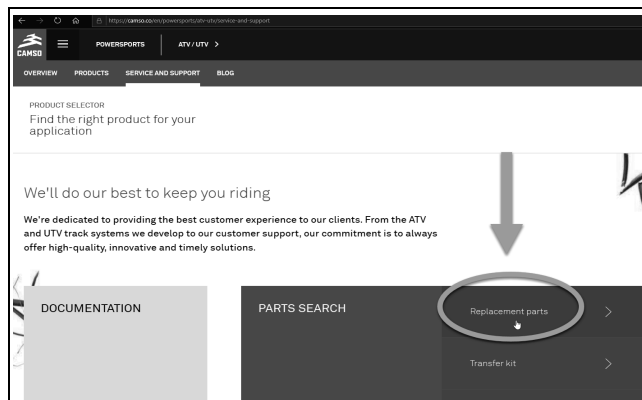 https://camso.co/en/powersports/atv-utv/service-and-support
CAMSO
POWERSPORTS
ATV / UTV >
OVERVIEW PRODUCTS SERVICE AND SUPPORT BLOG
PRODUCT SELECTOR
Find the right product for your
application
We'll do our best to keep you riding
We're dedicated to providing the best customer experience to our clients. From the ATV
and UTV track systems we develop to our customer support, our commitment is to always
offer high-quality, innovative and timely solutions.
DOCUMENTATION
PARTS SEARCH
Replacement parts
Transfer kit